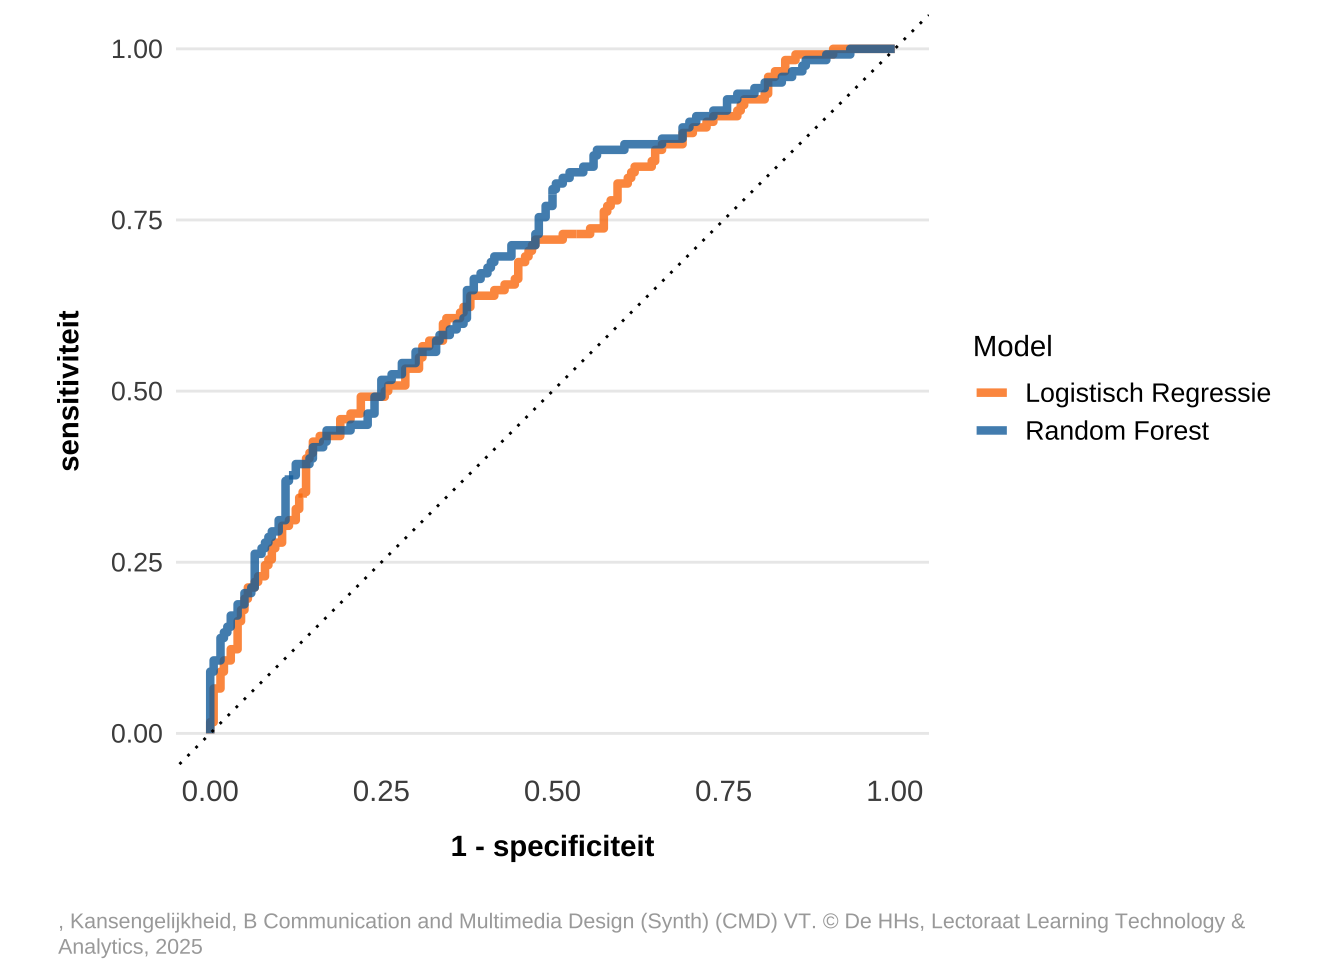 1.00
0.75
0.50
0.25
0.00
sensitiviteit
0.00 0.25 0.50 0.75 1.00
1 - specificiteit
Model
Logistisch Regressie
Random Forest
, Kansengelijkheid, B Communication and Multimedia Design (Synth) (CMD) VT. © De HHs, Lectoraat Learning Technology &
Analytics, 2025